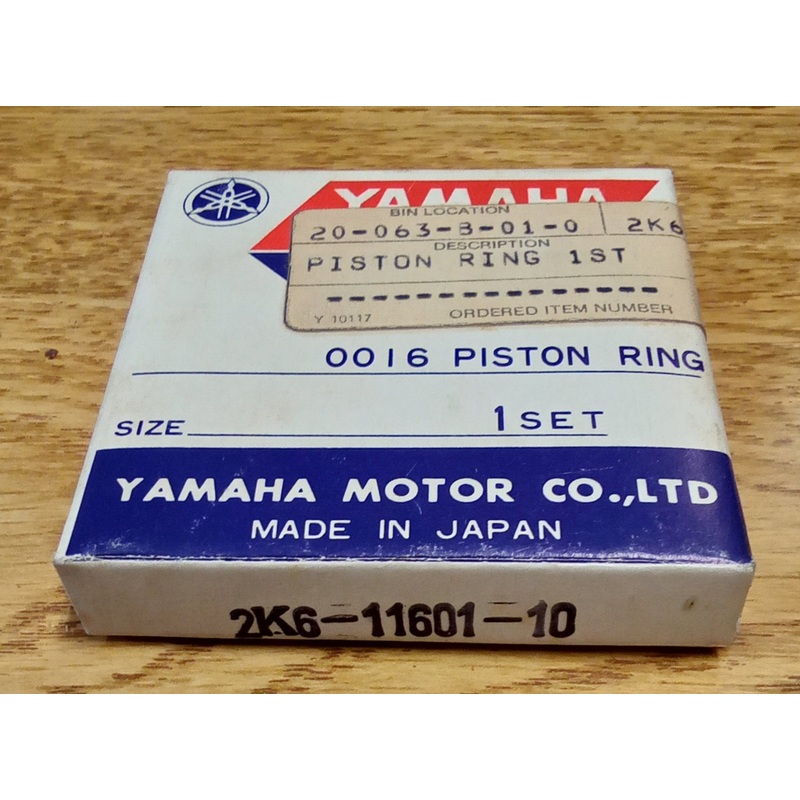 YAMAHA
BIN LOCATION
20-063-B-01-0 2K6
DESCRIPTION
PISTON RING 1ST
---------------
Y 10117 ORDERED ITEM NUMBER
0016 PISTON RING
SIZE 1 SET
YAMAHA MOTOR CO.,LTD
MADE IN JAPAN
2K6-11601-10